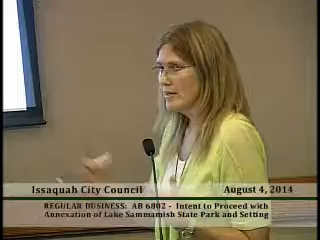 Issaquah City Council August 4, 2014
REGULAR BUSINESS: AB 6802 - Intent to Proceed with
Annexation of Lake Sammamish State Park and Setting